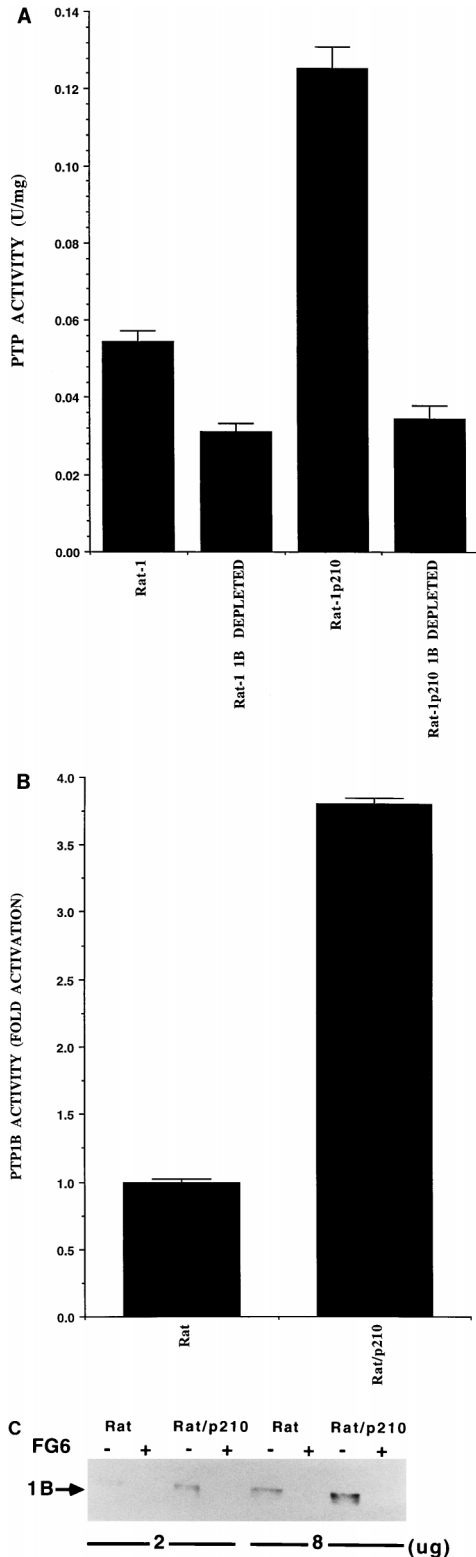 A
PTP ACTIVITY (U/mg)
0.14
0.12
0.10
0.08
0.06
0.04
0.02
0.00
Rat-1
Rat-1 1B DEPLETED
Rat-1p210
Rat-1p210 1B DEPLETED
B
PTP1B ACTIVITY (FOLD ACTIVATION)
4.0
3.5
3.0
2.5
2.0
1.5
1.0
0.5
0.0
Rat
Rat/p210
C
Rat Rat/p210 Rat Rat/p210
FG6 - + - + - + - +
1B
2 8 (ug)